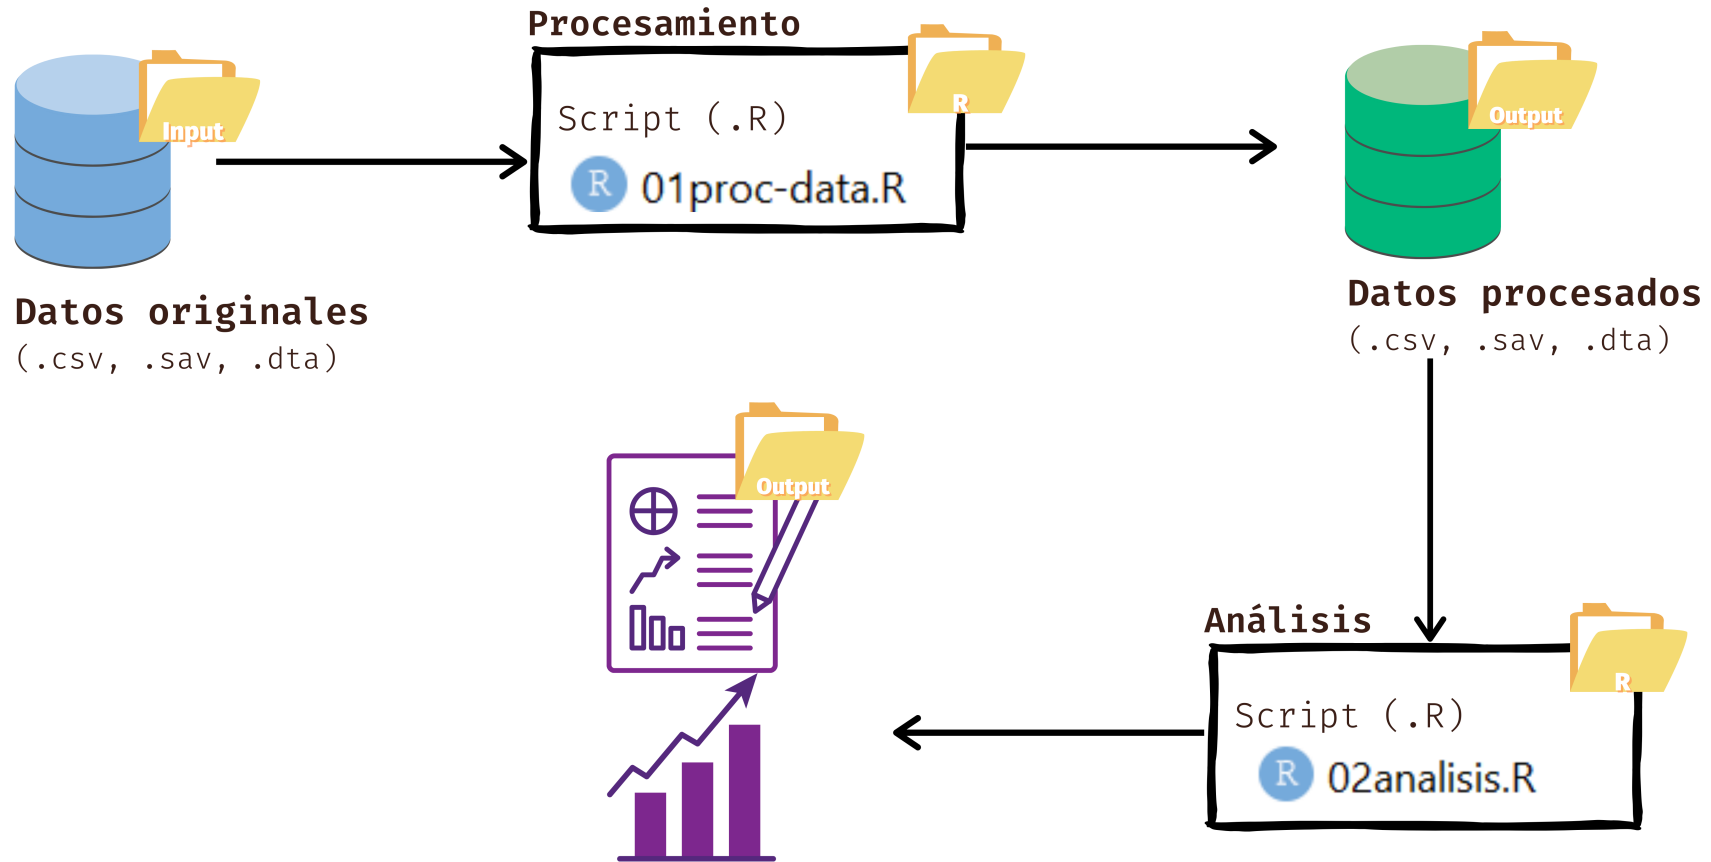 Procesamiento
Input
R
Script (.R)
R 01proc-data.R
Output
Datos originales
(.csv, .sav, .dta)
Datos procesados
(.csv, .sav, .dta)
Output
Análisis
R
Script (.R)
R 02analisis.R